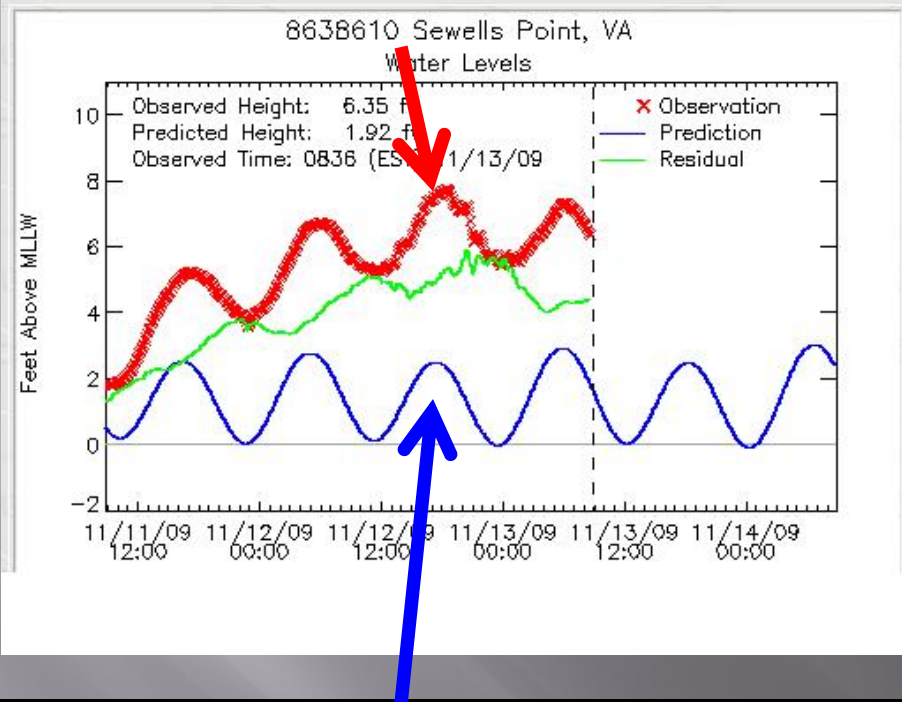 8638610 Sewells Point, VA
Water Levels
Observed Height: 6.35 f
Predicted Height: 1.92 f
Observed Time: 0836 (ES 1/13/09
Observation
Prediction
Residual
Feet Above MLLW
10
8
6
4
2
0
-2
11/11/09 11/12/09 11/12/09 11/13/09 11/13/09 11/14/09
12:00 00:00 12:00 00:00 12:00 00:00